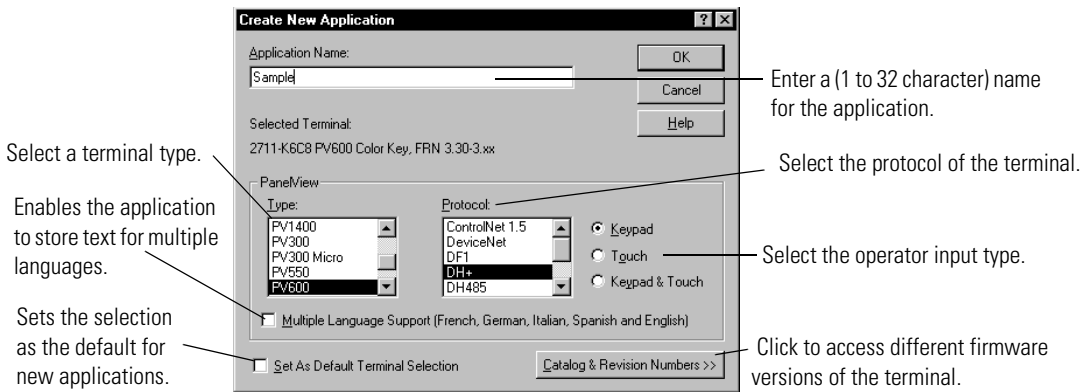 Create New Application
Application Name:
Sample
OK
Cancel
Help
Enter a (1 to 32 character) name
for the application.
Selected Terminal:
2711-K6C8 PV600 Color Key, FRN 3.30-3.xx
Select a terminal type.
Select the protocol of the terminal.
PanelView
Type:
PV1400
PV300
PV300 Micro
PV550
PV600
Protocol:
ControlNet 1.5
DeviceNet
DF1
DH+
DH485
Keypad
Touch
Keypad & Touch
Enables the application
to store text for multiple
languages.
Select the operator input type.
Multiple Language Support (French, German, Italian, Spanish and English)
Sets the selection
as the default for
new applications.
Set As Default Terminal Selection
Catalog & Revision Numbers >>
Click to access different firmware
versions of the terminal.